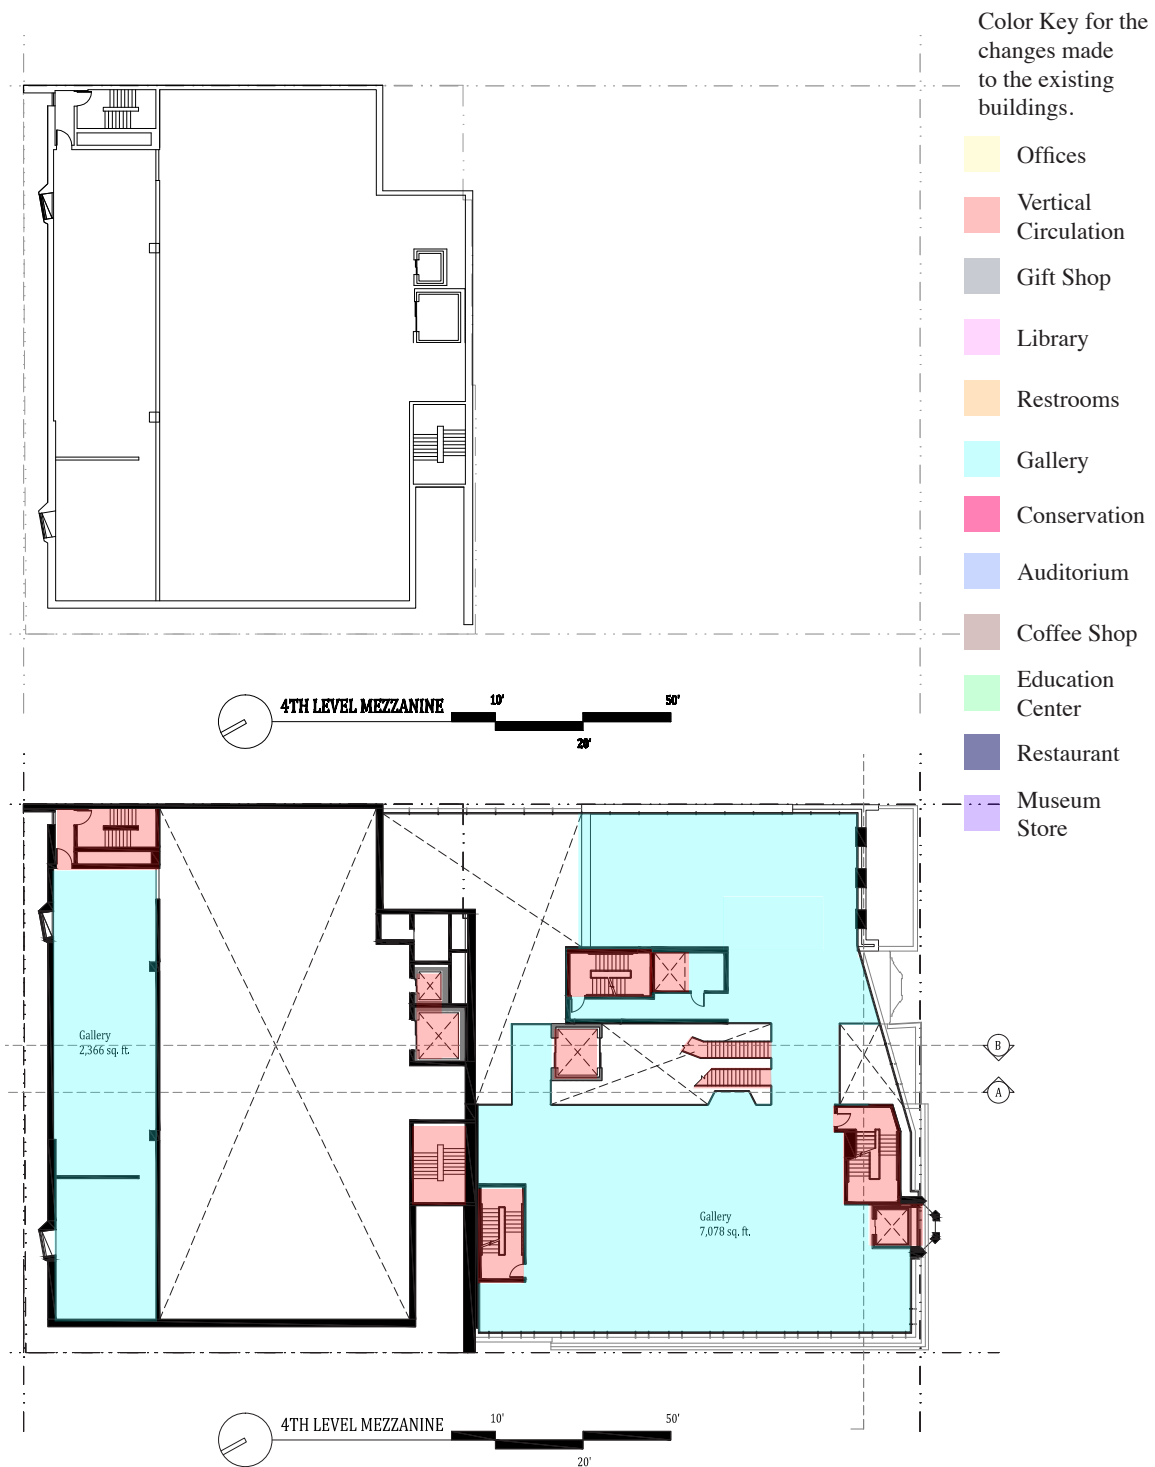 Color Key for the
changes made
to the existing
buildings.
Offices
Vertical
Circulation
Gift Shop
Library
Restrooms
Gallery
Conservation
Auditorium
Coffee Shop
Education
Center
Restaurant
Museum
Store
4TH LEVEL MEZZANINE
10'
50'
20'
Gallery
2,366 sq. ft.
B
A
Gallery
7,078 sq. ft.
4TH LEVEL MEZZANINE
10'
50'
20'